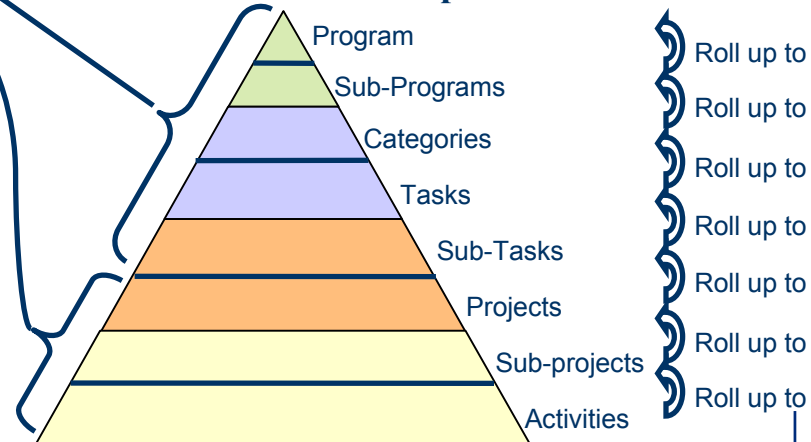 Program
Roll up to
Sub-Programs
Roll up to
Categories
Roll up to
Tasks
Roll up to
Sub-Tasks
Roll up to
Projects
Roll up to
Sub-projects
Roll up to
Activities